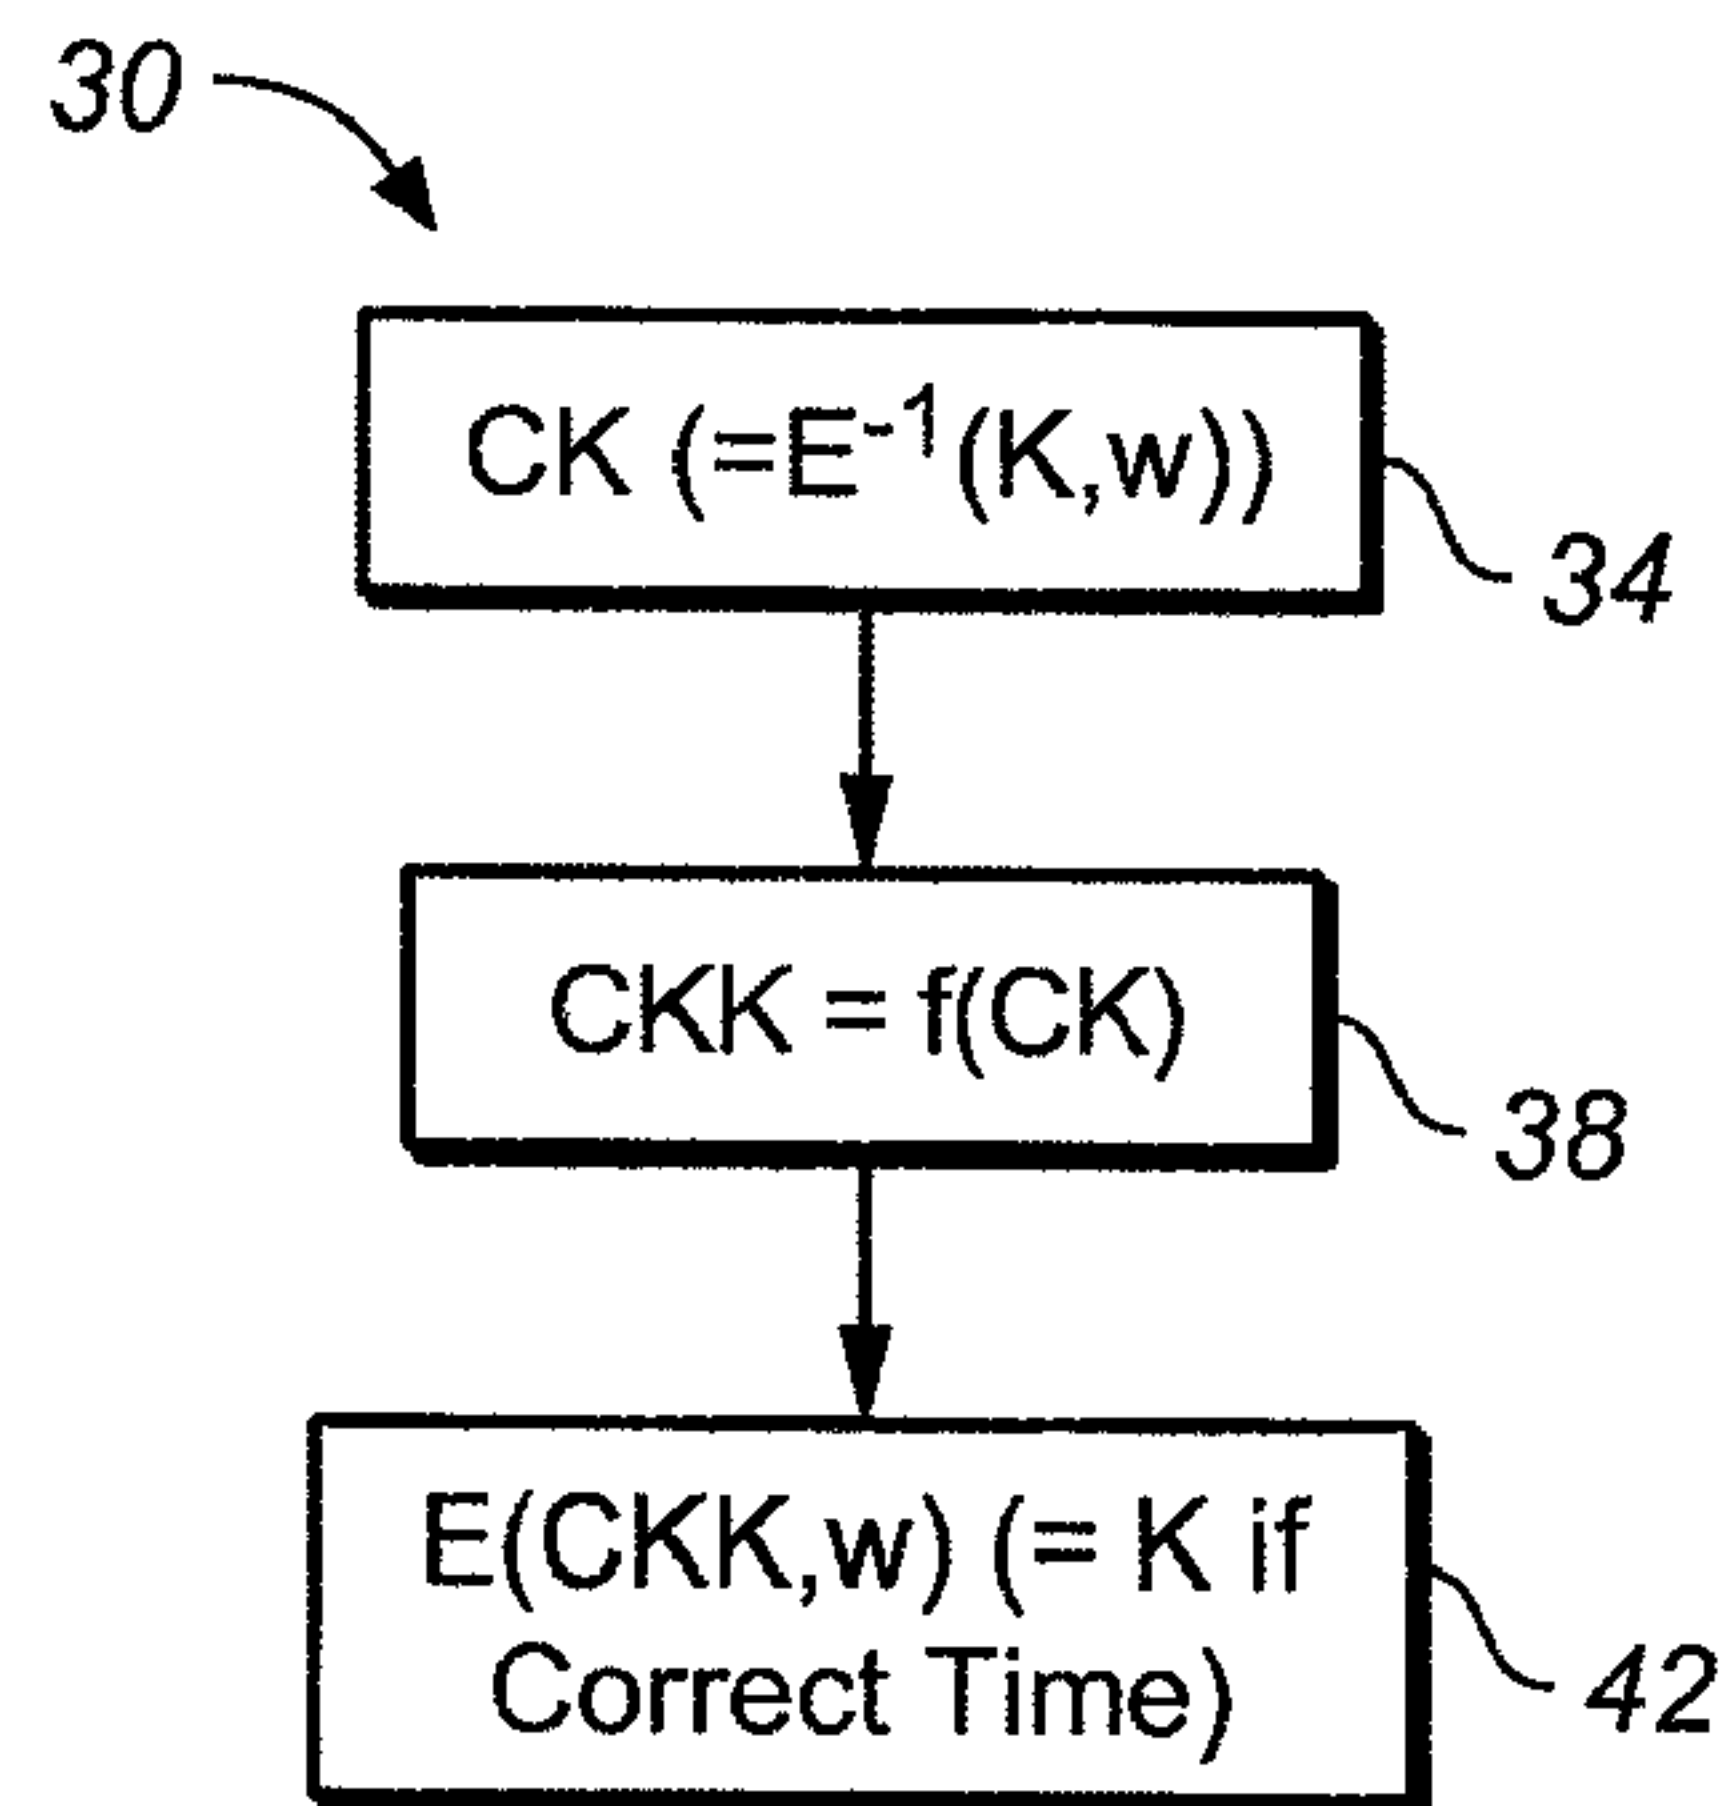 30
CK (=E⁻¹(K,w))
34
CKK = f(CK)
38
E(CKK,w) (= K if
Correct Time)
42